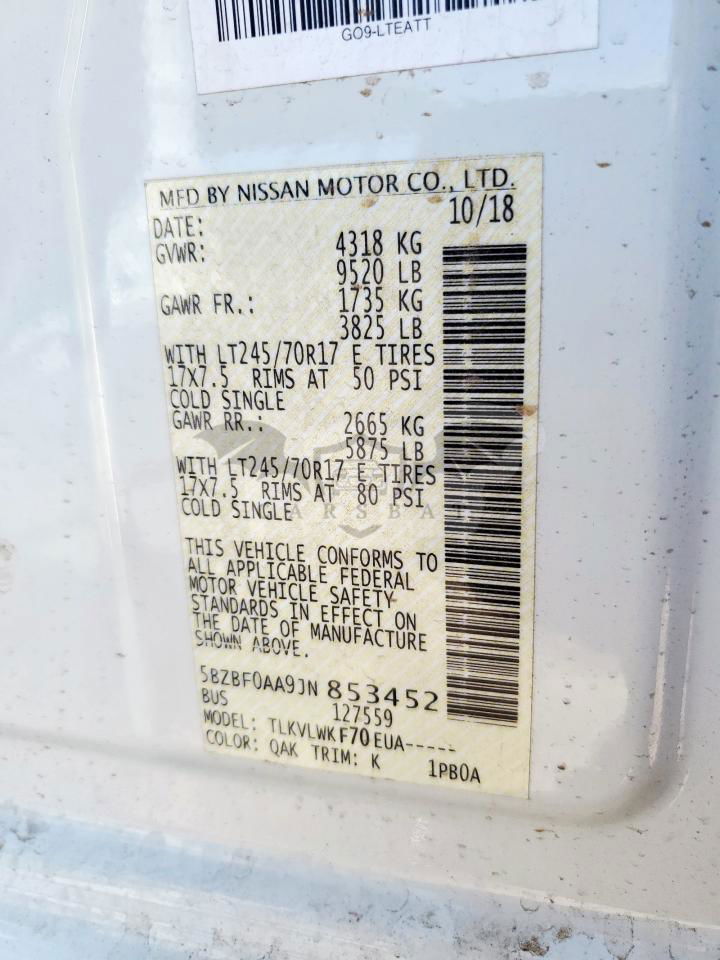 GO9-LTEATT
MFD BY NISSAN MOTOR CO., LTD.
DATE: 10/18
GVWR: 4318 KG
9520 LB
GAWR FR.: 1735 KG
3825 LB
WITH LT245/70R17 E TIRES
17X7.5 RIMS AT 50 PSI
COLD SINGLE
GAWR RR.: 2665 KG
5875 LB
WITH LT245/70R17 E TIRES
17X7.5 RIMS AT 80 PSI
COLD SINGLE
THIS VEHICLE CONFORMS TO
ALL APPLICABLE FEDERAL
MOTOR VEHICLE SAFETY
STANDARDS IN EFFECT ON
THE DATE OF MANUFACTURE
SHOWN ABOVE.
5BZBF0AA9JN 853452
BUS 127559
MODEL: TLKVLWKF70EUA-----
COLOR: QAK TRIM: K 1PB0A